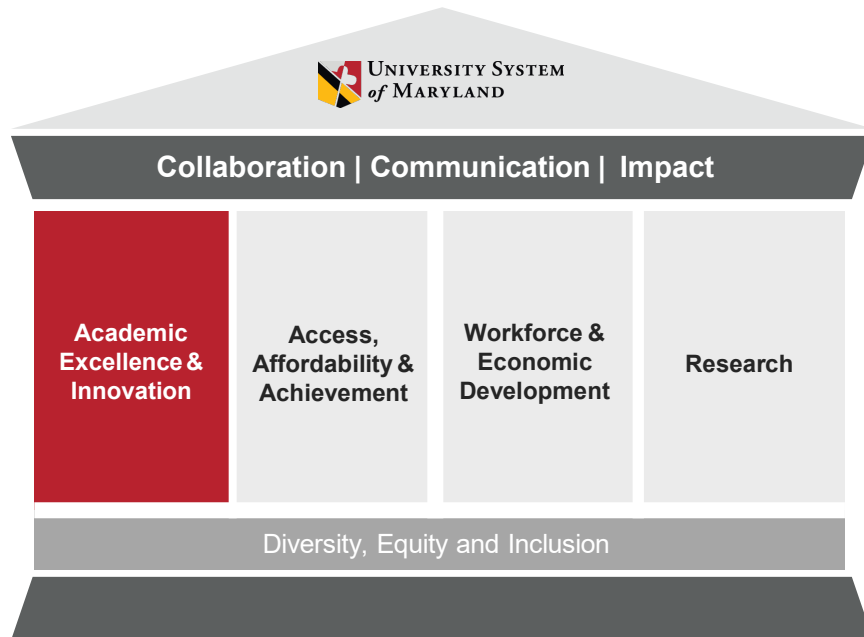 UNIVERSITY SYSTEM
of MARYLAND
Collaboration | Communication | Impact
Academic
Excellence &
Innovation
Access,
Affordability &
Achievement
Workforce &
Economic
Development
Research
Diversity, Equity and Inclusion